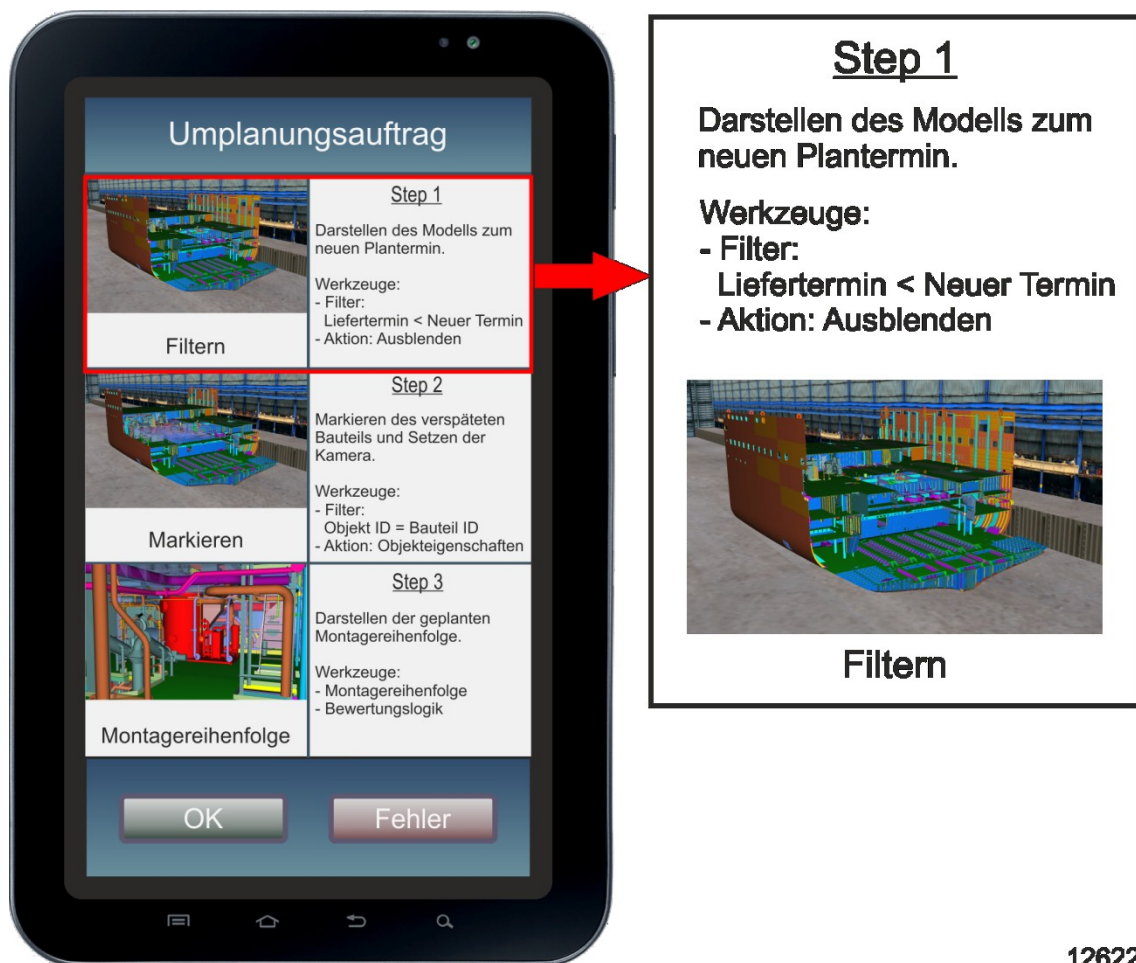 Umplanungsauftrag
Filtern
Step 1
Darstellen des Modells zum
neuen Plantermin.
Werkzeuge:
- Filter:
Liefertermin < Neuer Termin
- Aktion: Ausblenden
Markieren
Step 2
Markieren des verspäteten
Bauteils und Setzen der
Kamera.
Werkzeuge:
- Filter:
Objekt ID = Bauteil ID
- Aktion: Objekteigenschaften
Montagereihenfolge
Step 3
Darstellen der geplanten
Montagereihenfolge.
Werkzeuge:
- Montagereihenfolge
- Bewertungslogik
OK
Fehler
Step 1
Darstellen des Modells zum
neuen Plantermin.
Werkzeuge:
- Filter:
Liefertermin < Neuer Termin
- Aktion: Ausblenden
Filtern
12622